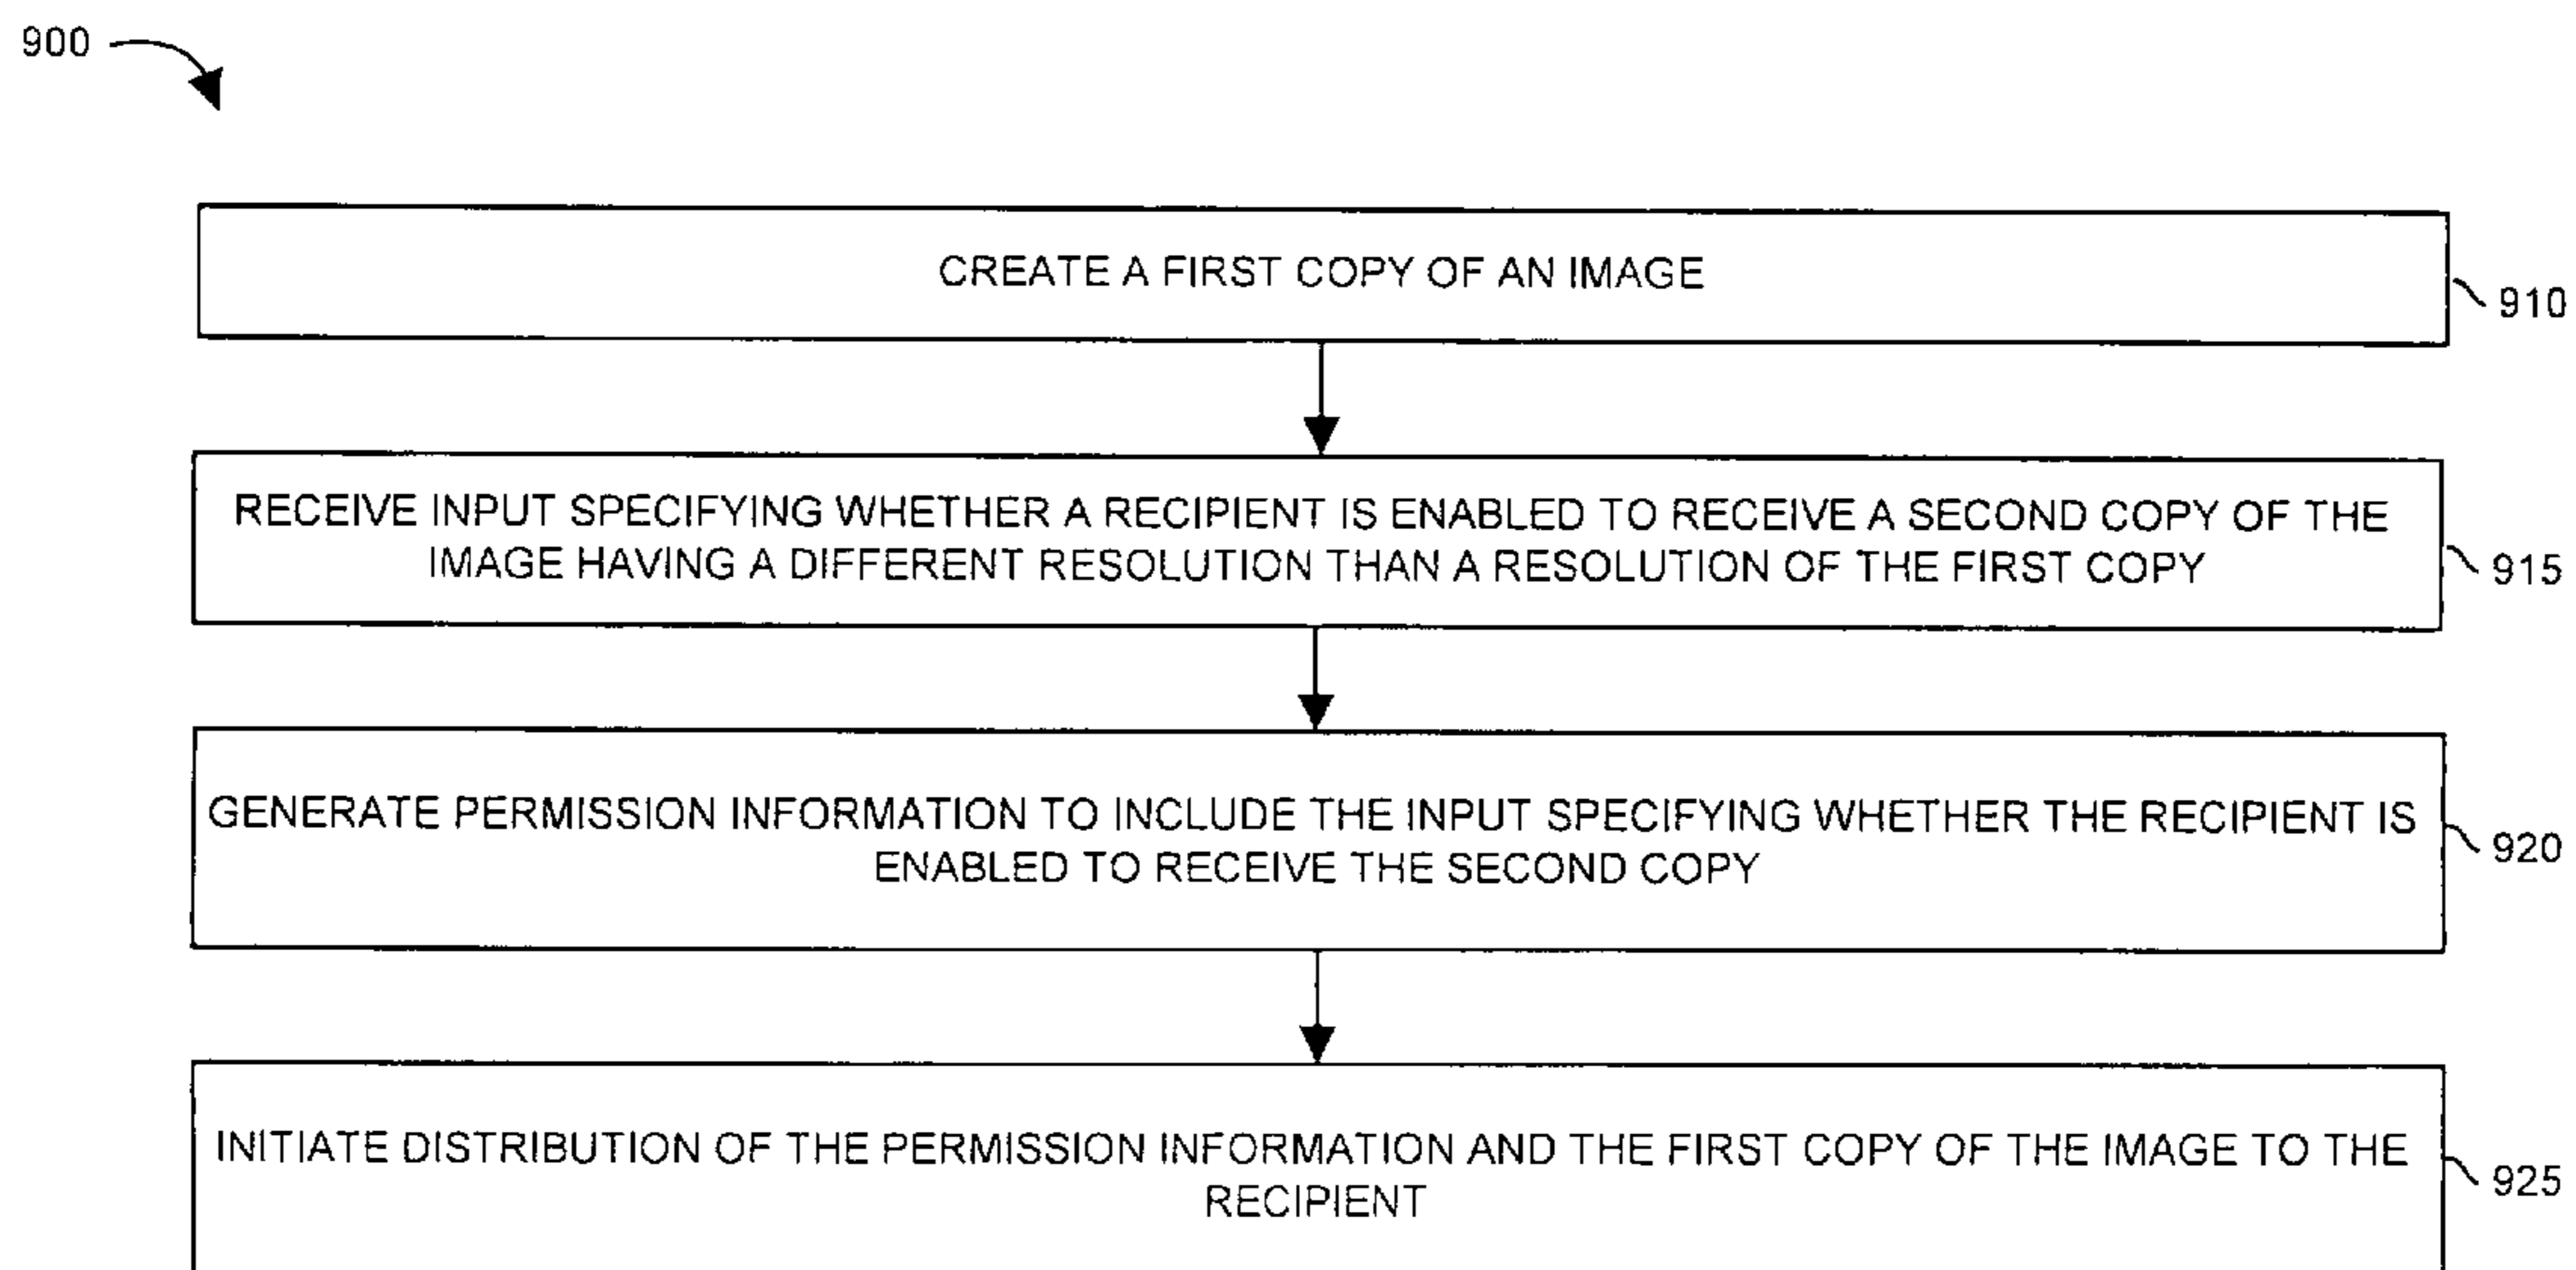 900
CREATE A FIRST COPY OF AN IMAGE
910
RECEIVE INPUT SPECIFYING WHETHER A RECIPIENT IS ENABLED TO RECEIVE A SECOND COPY OF THE
IMAGE HAVING A DIFFERENT RESOLUTION THAN A RESOLUTION OF THE FIRST COPY
915
GENERATE PERMISSION INFORMATION TO INCLUDE THE INPUT SPECIFYING WHETHER THE RECIPIENT IS
ENABLED TO RECEIVE THE SECOND COPY
920
INITIATE DISTRIBUTION OF THE PERMISSION INFORMATION AND THE FIRST COPY OF THE IMAGE TO THE
RECIPIENT
925